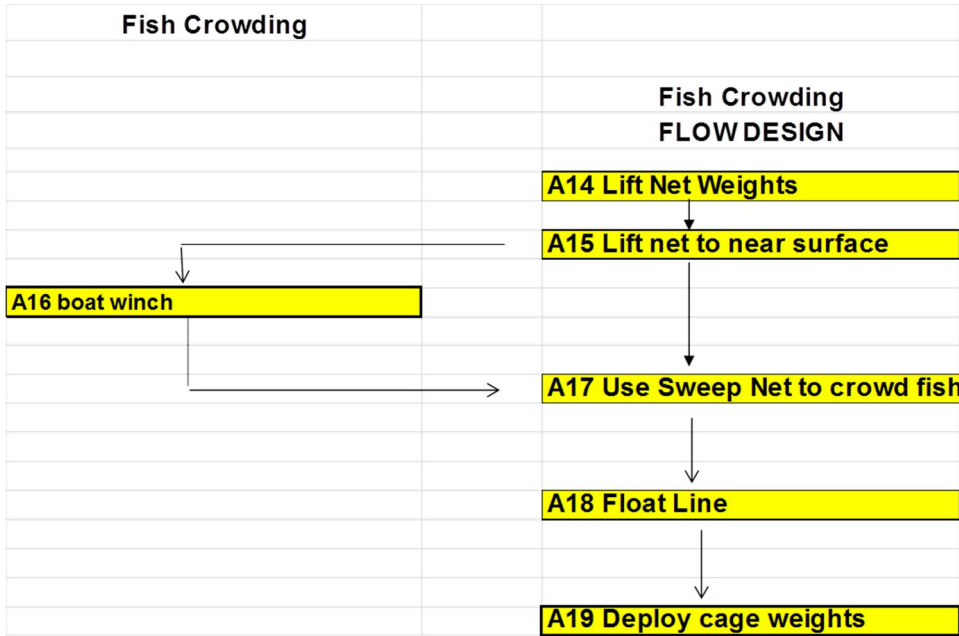 Fish Crowding
Fish Crowding
FLOW DESIGN
A14 Lift Net Weights
A15 Lift net to near surface
A16 boat winch
A17 Use Sweep Net to crowd fish
A18 Float Line
A19 Deploy cage weights